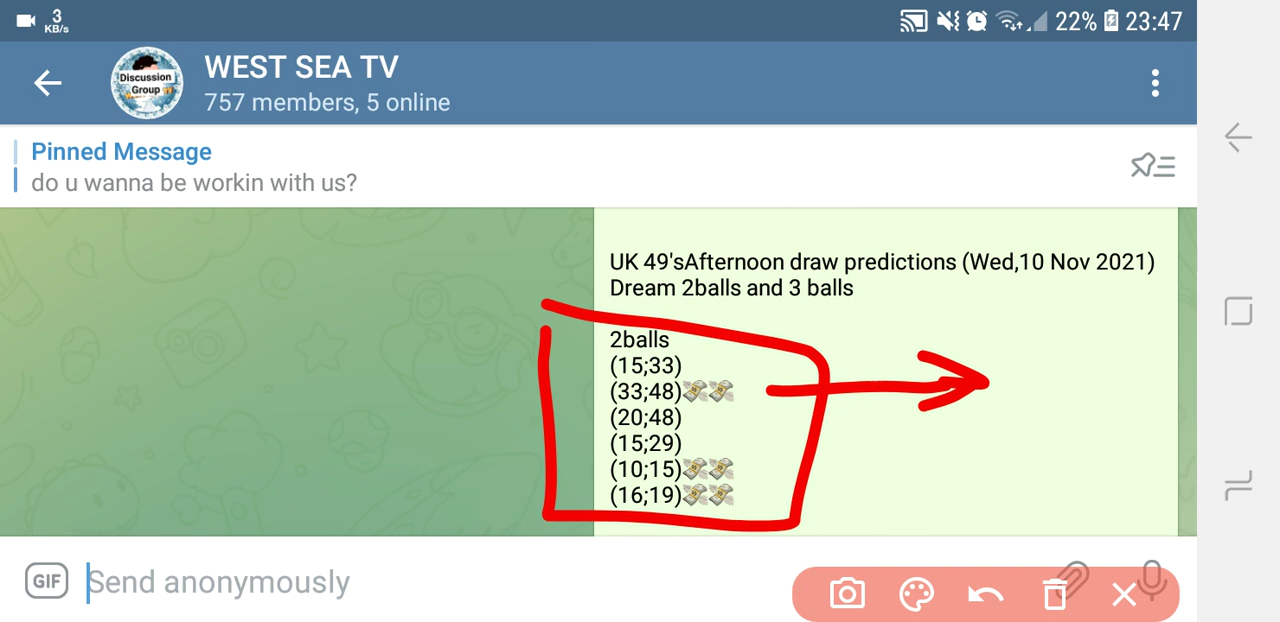 3
KB/s
22%
23:47
Discussion
Group
WEST SEA TV
757 members, 5 online
Pinned Message
do u wanna be workin with us?
UK 49'sAfternoon draw predictions (Wed,10 Nov 2021)
Dream 2balls and 3 balls
2balls
(15;33)
(33;48)💸💸
(20;48)
(15;29)
(10;15)💸💸
(16;19)💸💸
GIF
Send anonymously